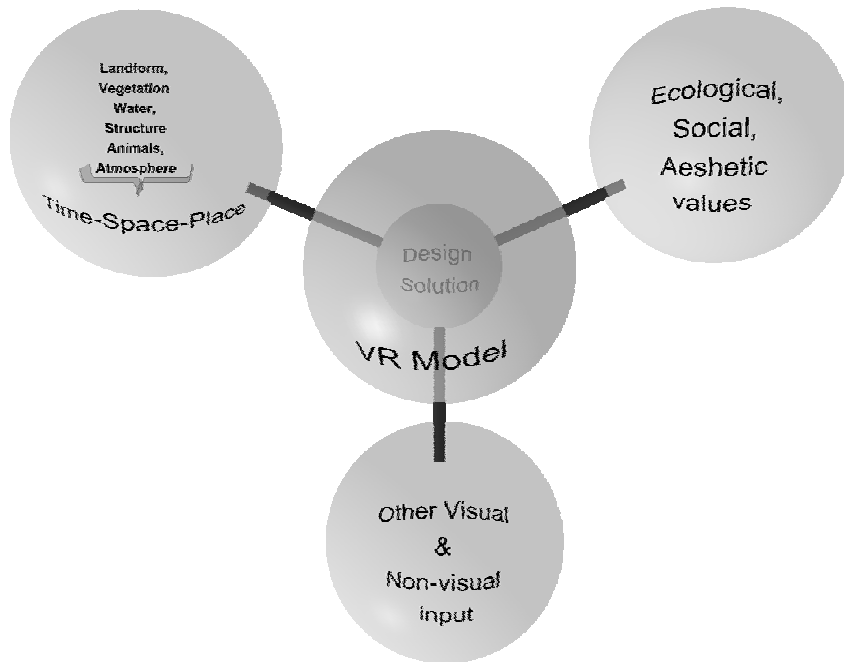 Landform,
Vegetation
Water,
Structure
Animals,
Atmosphere
Time-Space-Place
Ecological,
Social,
Aeshetic
values
Design
Solution
VR Model
Other Visual
&
Non-visual
input